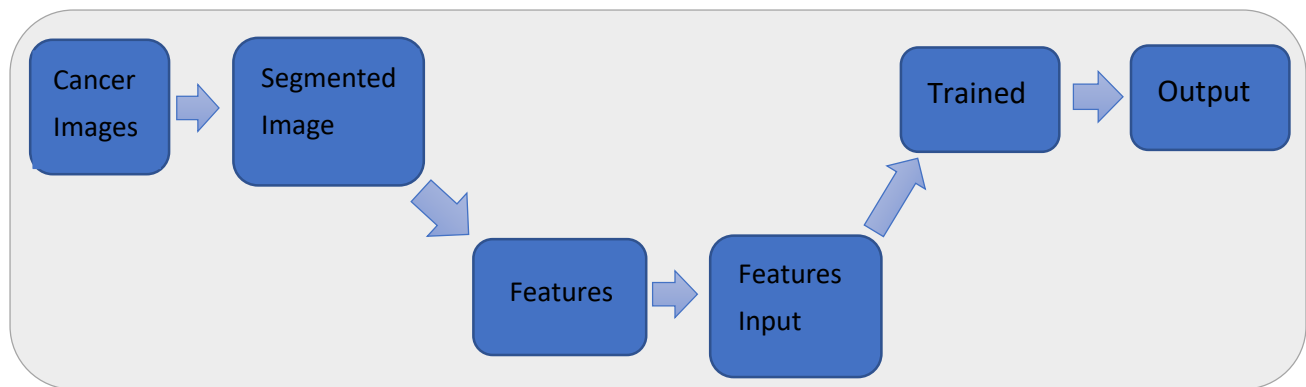 Cancer
Images
Segmented
Image
Features
Features
Input
Trained
Output